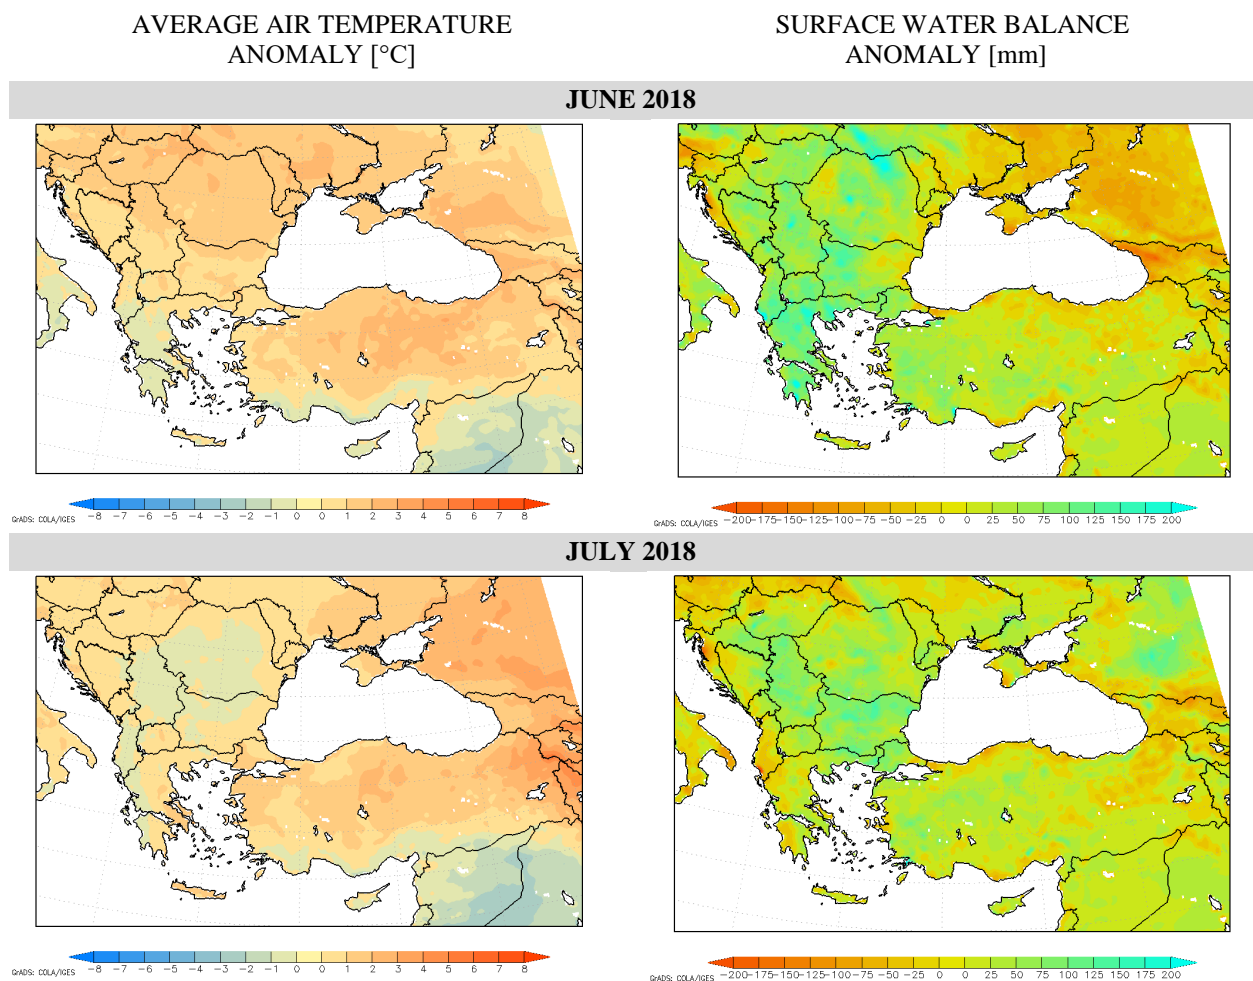 AVERAGE AIR TEMPERATURE
ANOMALY [°C]
SURFACE WATER BALANCE
ANOMALY [mm]
JUNE 2018
-8 -7 -6 -5 -4 -3 -2 -1 0 0 1 2 3 4 5 6 7 8
GrADS: COLA/IGES
-200-175-150-125-100 -75 -50 -25 0 0 25 50 75 100 125 150 175 200
GrADS: COLA/IGES
JULY 2018
-8 -7 -6 -5 -4 -3 -2 -1 0 0 1 2 3 4 5 6 7 8
GrADS: COLA/IGES
-200-175-150-125-100 -75 -50 -25 0 0 25 50 75 100 125 150 175 200
GrADS: COLA/IGES